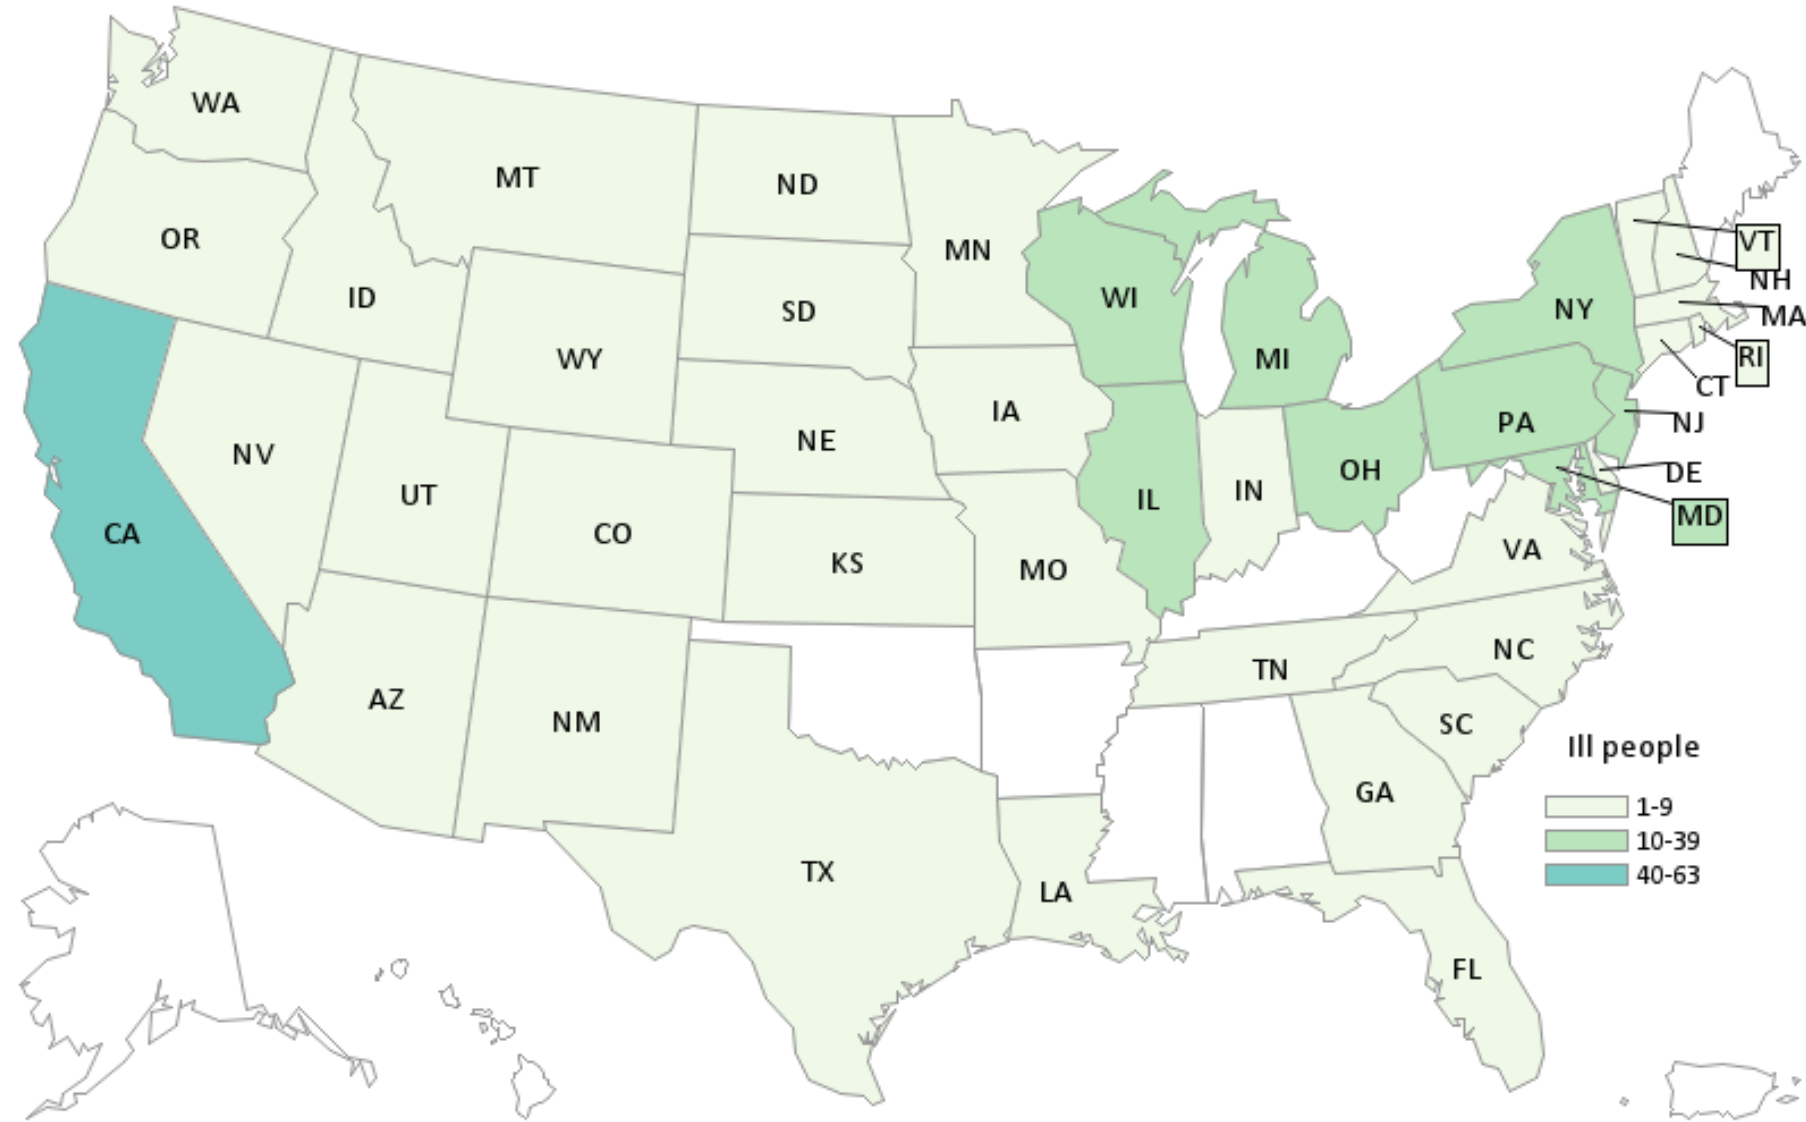 WA
MT
ND
MN
OR
ID
SD
WI
VT
NH
NY
MA
WY
MI
RI
CT
IA
NE
PA
NJ
NV
UT
OH
DE
IN
IL
CO
CA
MD
KS
MO
VA
NC
TN
AZ
NM
SC
Ill people
GA
1-9
10-39
TX
40-63
LA
FL